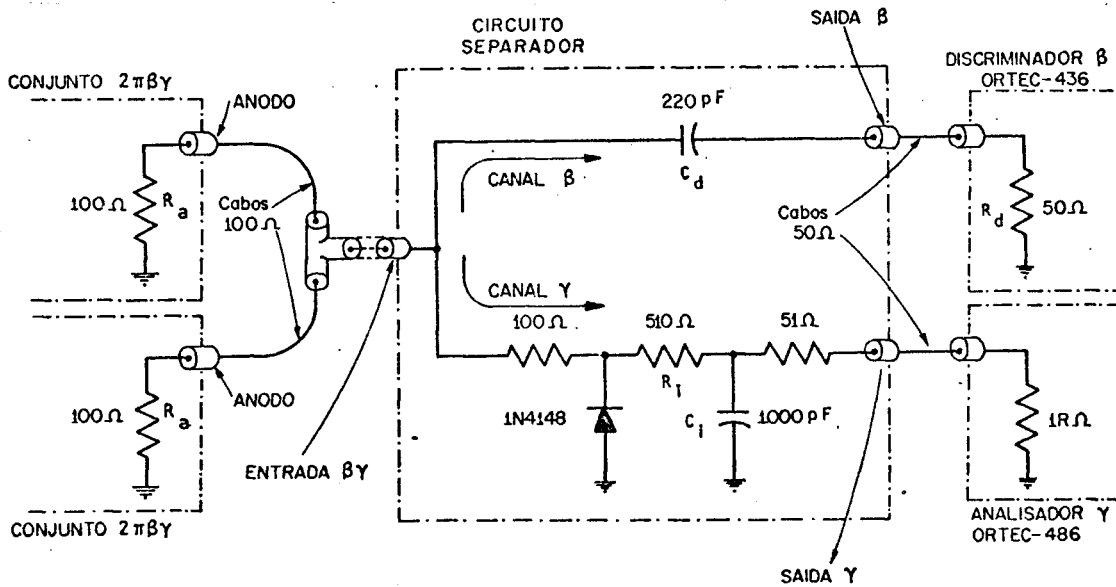 CIRCUITO
SEPARADOR
SAIDA β
CONJUNTO 2πβγ
DISCRIMINADOR β
ORTEC-436
ANODO
220 pF
Cd
CANAL β
100Ω
Ra
Cabos
100Ω
Cabos
50Ω
Rd
50Ω
CANAL γ
100Ω
510Ω
51Ω
Ri
100Ω
Ra
ANODO
1N4148
Ci
1000 pF
1RΩ
ENTRADA βγ
CONJUNTO 2πβγ
ANALISADOR γ
ORTEC-486
SAIDA γ